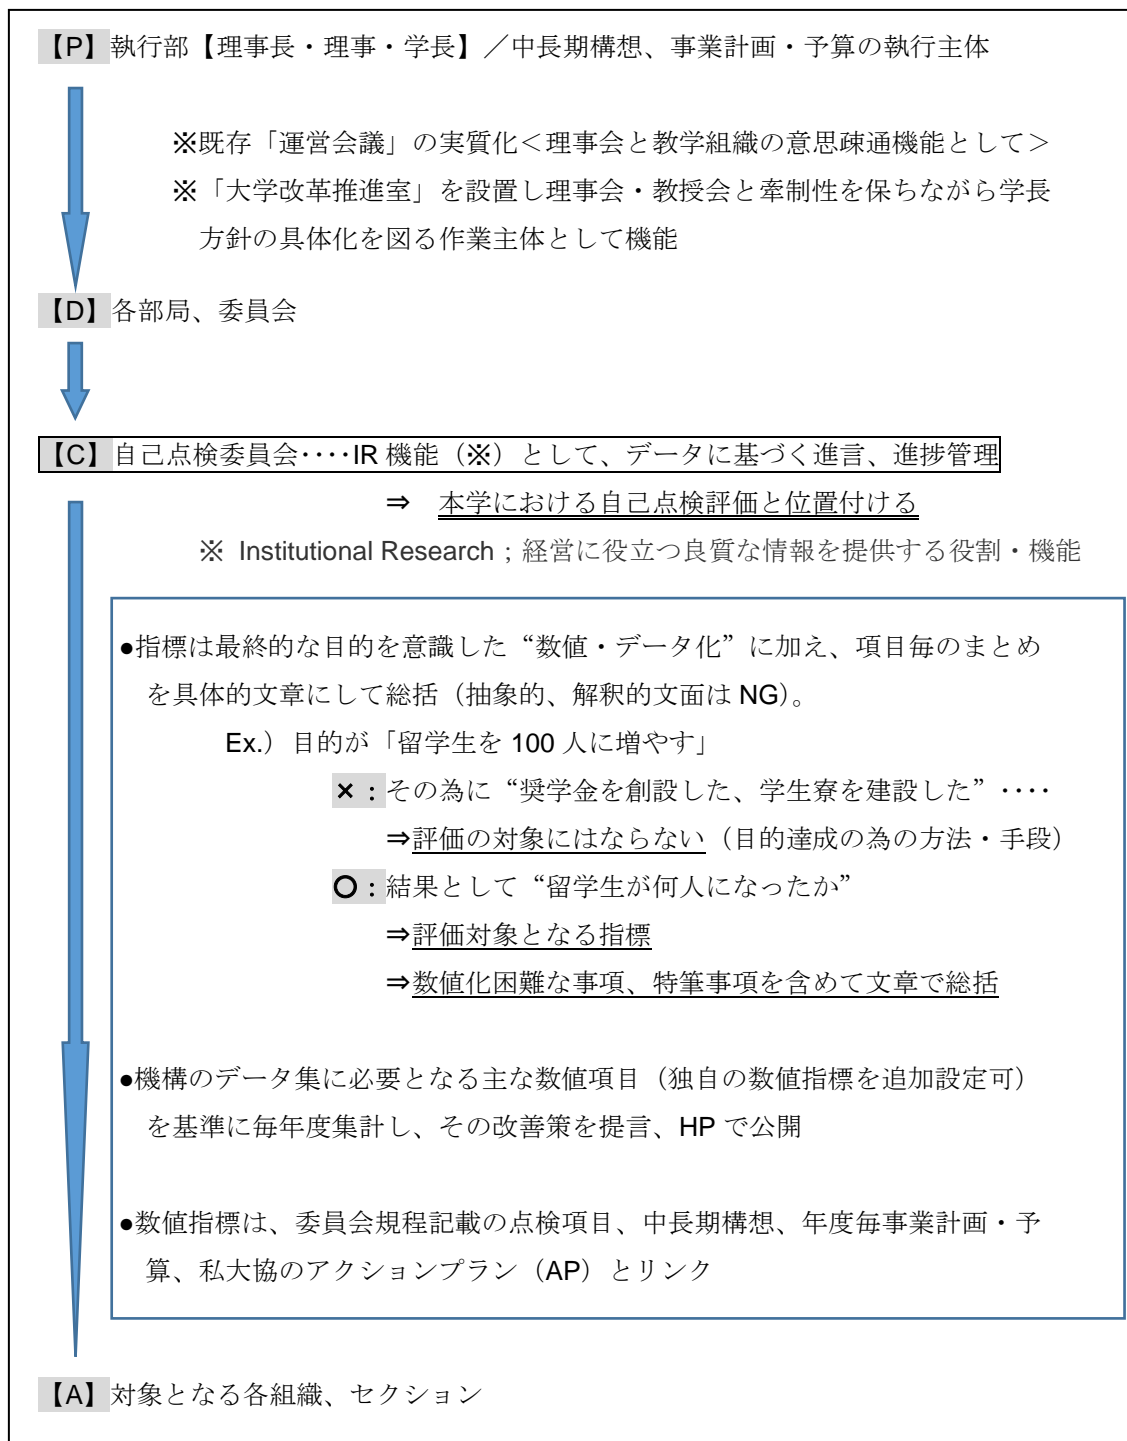 【P】執行部【理事長・理事・学長】／中長期構想、事業計画・予算の執行主体
※既存「運営会議」の実質化＜理事会と教学組織の意思疎通機能として＞
※「大学改革推進室」を設置し理事会・教授会と牽制性を保ちながら学長
方針の具体化を図る作業主体として機能
【D】各部局、委員会
【C】自己点検委員会････IR 機能（※）として、データに基づく進言、進捗管理
⇒　本学における自己点検評価と位置付ける
※ Institutional Research；経営に役立つ良質な情報を提供する役割・機能
●指標は最終的な目的を意識した“数値・データ化”に加え、項目毎のまとめ
を具体的文章にして総括（抽象的、解釈的文面は NG）。
Ex.）目的が「留学生を 100 人に増やす」
×：その為に“奨学金を創設した、学生寮を建設した”････
⇒評価の対象にはならない（目的達成の為の方法・手段）
〇：結果として“留学生が何人になったか”
⇒評価対象となる指標
⇒数値化困難な事項、特筆事項を含めて文章で総括
●機構のデータ集に必要となる主な数値項目（独自の数値指標を追加設定可）
を基準に毎年度集計し、その改善策を提言、HP で公開
●数値指標は、委員会規程記載の点検項目、中長期構想、年度毎事業計画・予
算、私大協のアクションプラン（AP）とリンク
【A】対象となる各組織、セクション